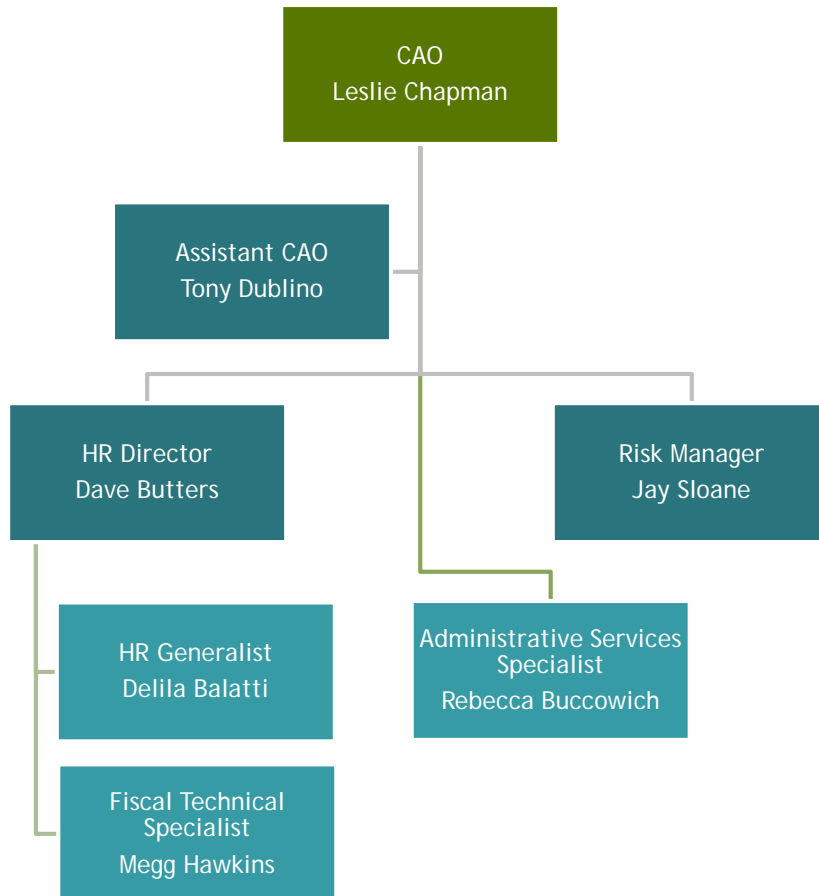 CAO
Leslie Chapman
Assistant CAO
Tony Dublino
HR Director
Dave Butters
Risk Manager
Jay Sloane
HR Generalist
Delila Balatti
Administrative Services
Specialist
Rebecca Buccowich
Fiscal Technical
Specialist
Megg Hawkins